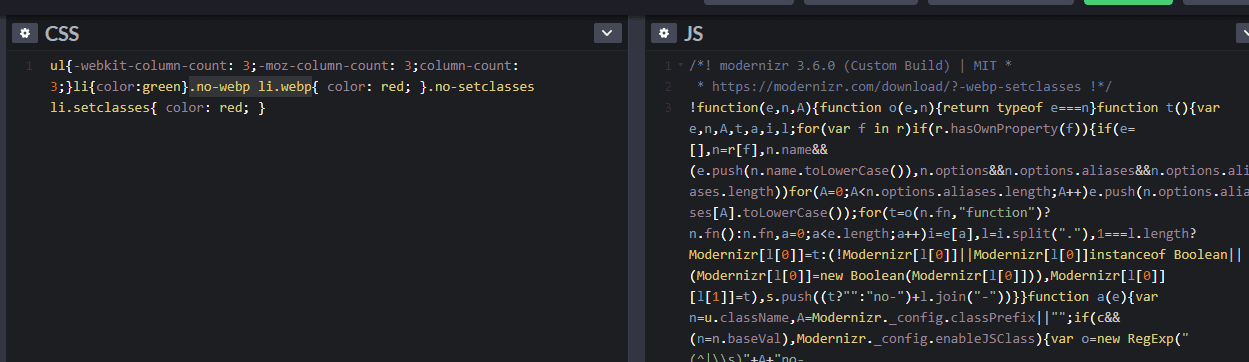 CSS
1 ul{-webkit-column-count: 3;-moz-column-count: 3;column-count:
3;}li{color:green}.no-webp li.webp{ color: red; }.no-setclasses
li.setclasses{ color: red; }
JS
1 /*! modernizr 3.6.0 (Custom Build) | MIT *
2 * https://modernizr.com/download/?-webp-setclasses !*/
3 !function(e,n,A){function o(e,n){return typeof e===n}function t(){var
e,n,A,t,a,i,l;for(var f in r)if(r.hasOwnProperty(f)){if(e=
[],n=r[f],n.name&&
(e.push(n.name.toLowerCase()),n.options&&n.options.aliases&&n.options.ali
ases.length))for(A=0;A<n.options.aliases.length;A++)e.push(n.options.alia
ses[A].toLowerCase());for(t=o(n.fn,"function")?
n.fn():n.fn,a=0;a<e.length;a++)i=e[a],l=i.split("."),1===l.length?
Modernizr[l[0]]=t:(!Modernizr[l[0]]||Modernizr[l[0]]instanceof Boolean||
(Modernizr[l[0]]=new Boolean(Modernizr[l[0]])),Modernizr[l[0]]
[l[1]]=t),s.push((t?"":"no-")+l.join("-"))}}function a(e){var
n=u.className,A=Modernizr._config.classPrefix||"";if(c&&
(n=n.baseVal),Modernizr._config.enableJSClass){var o=new RegExp("
(^|\\s)"+A+"no-